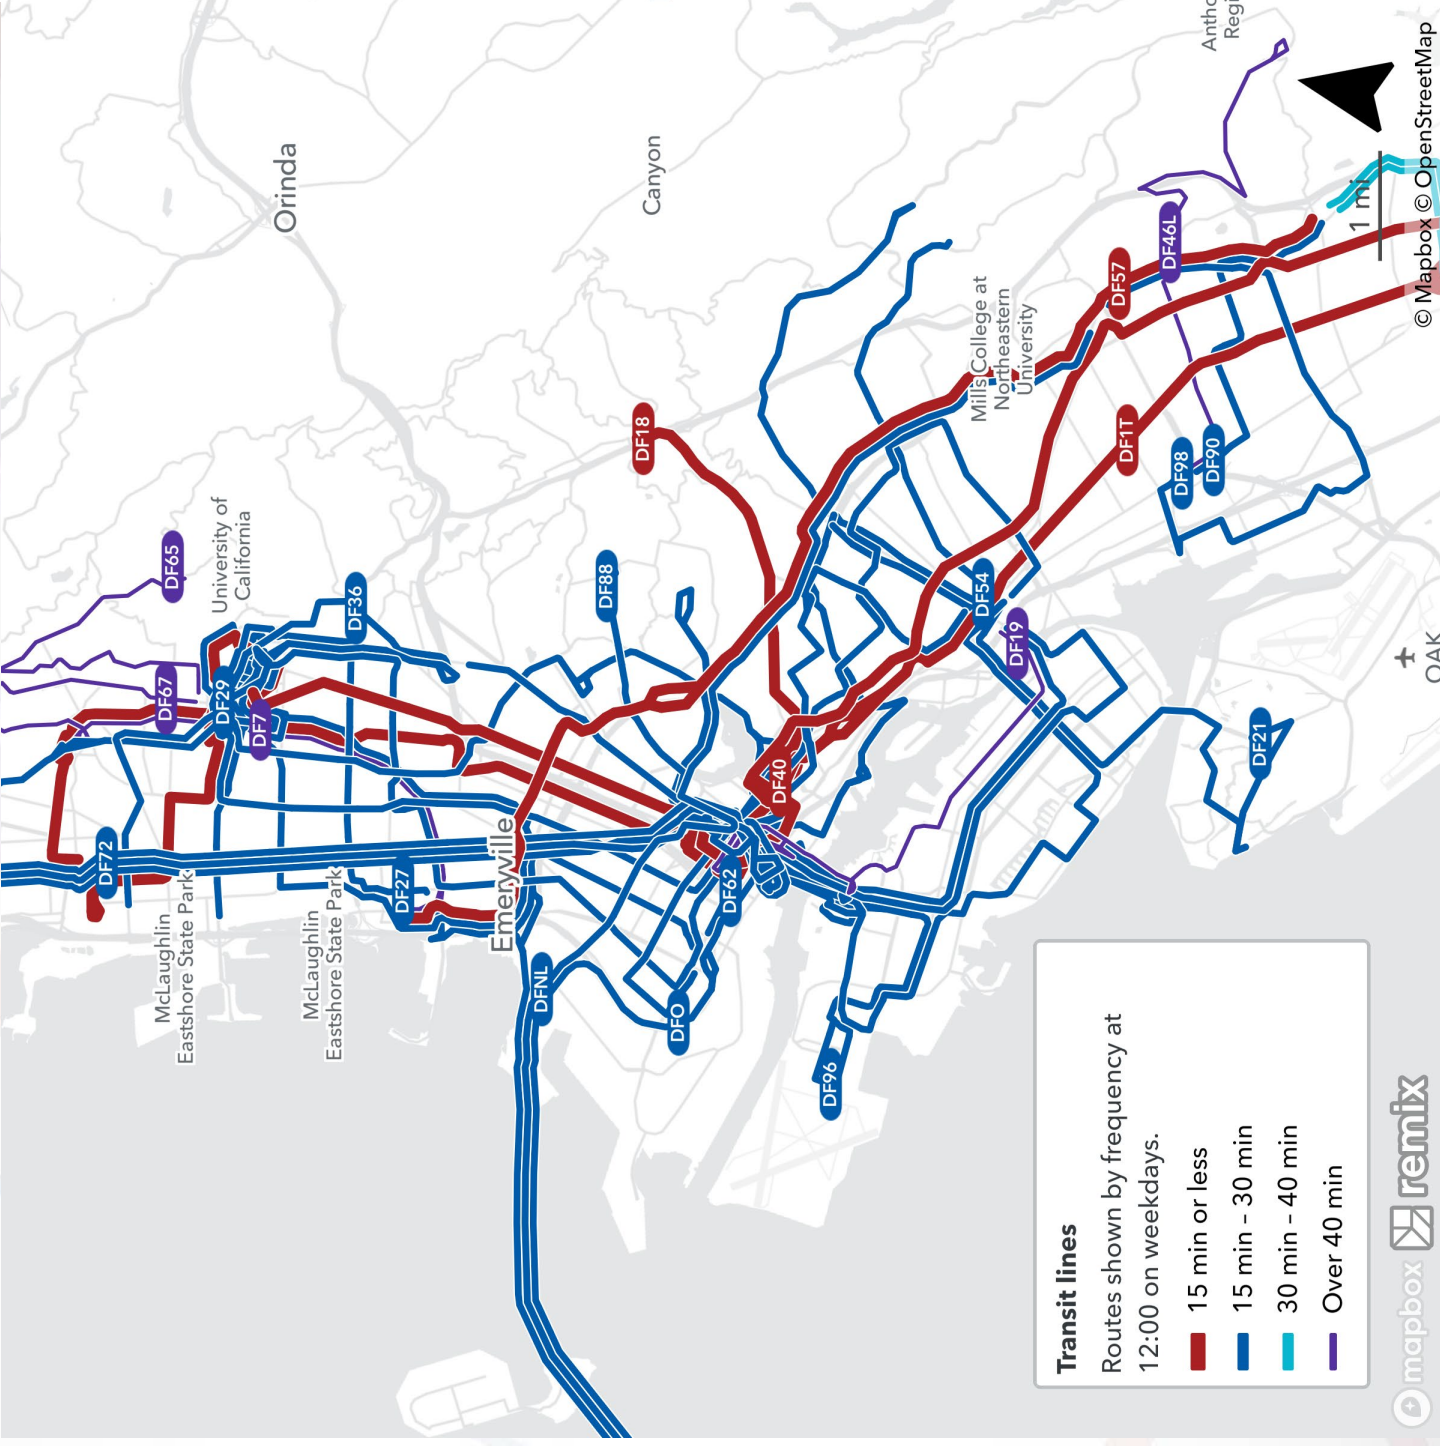 Orinda
Canyon
Antho
Regi
University of
California
Mills College at
Northeastern
University
Emeryville
McLaughlin
Eastshore State Park
McLaughlin
Eastshore State Park
OAK
DF65
DF67
DF29
DF7
DF36
DF72
DF27
DF88
DF18
DFNL
DFO
DF62
DF40
DF96
DF54
DF19
DF21
DF1T
DF57
DF46L
DF98
DF90
1 mi
Transit lines
Routes shown by frequency at
12:00 on weekdays.
15 min or less
15 min - 30 min
30 min - 40 min
Over 40 min
mapbox remix
© Mapbox © OpenStreetMap